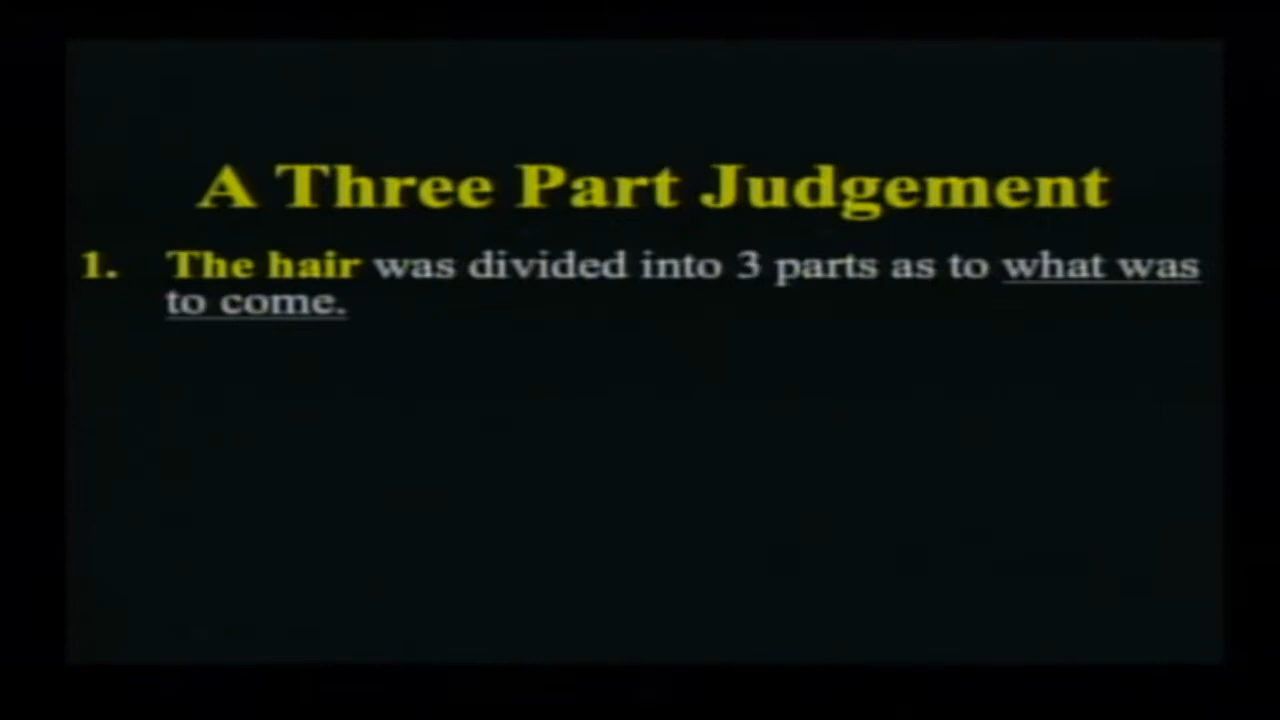 A Three Part Judgement
1. The hair was divided into 3 parts as to what was
to come.